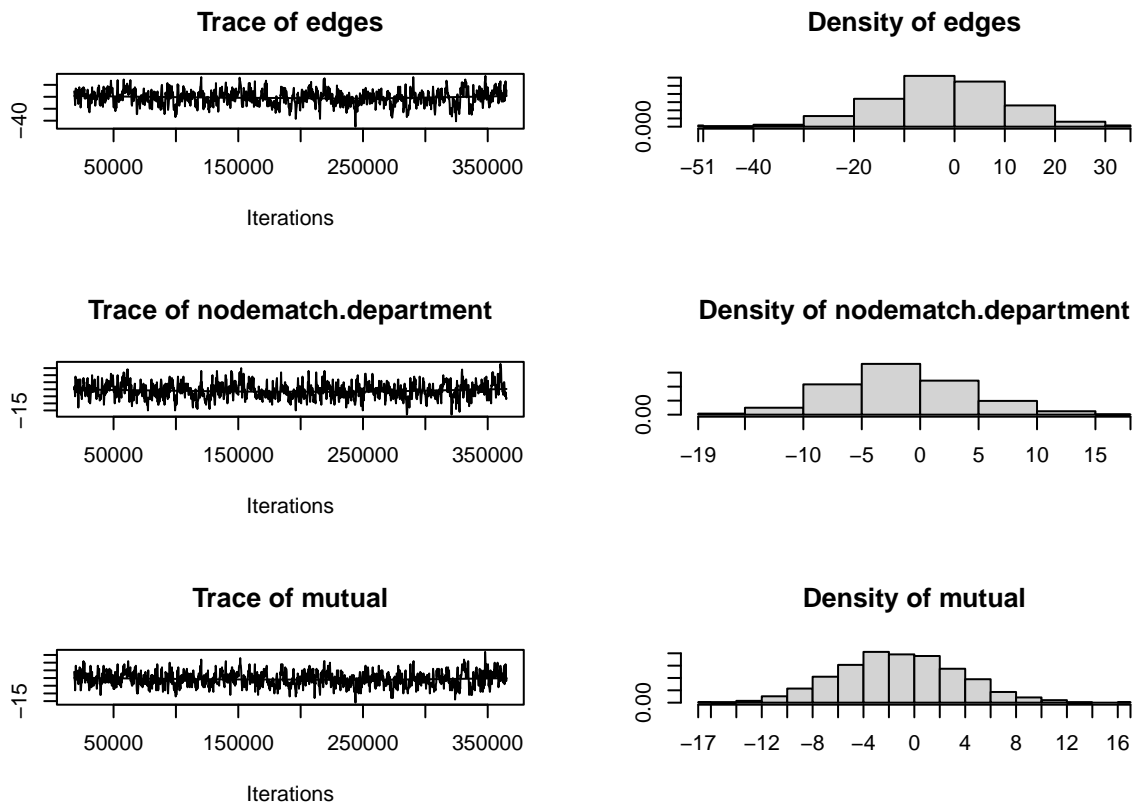 Trace of edges
−40
50000 150000 250000 350000
Iterations
Density of edges
0.000
−51 −40 −20 0 10 20 30
Trace of nodematch.department
−15
50000 150000 250000 350000
Iterations
Density of nodematch.department
0.00
−19 −10 −5 0 5 10 15
Trace of mutual
−15
50000 150000 250000 350000
Iterations
Density of mutual
0.00
−17 −12 −8 −4 0 4 8 12 16